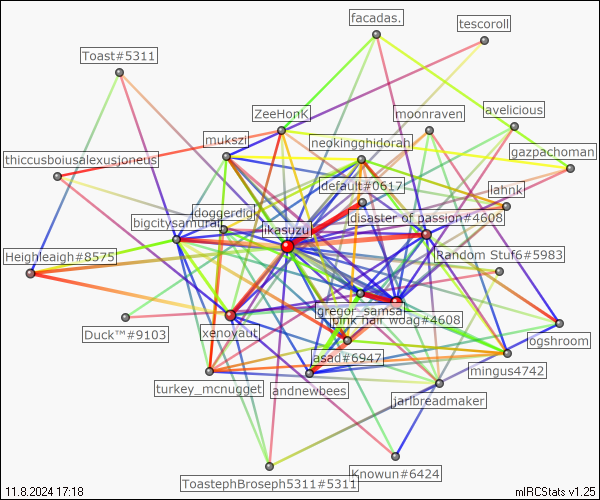 facadas.
tescoroll
Toast#5311
ZeeHonK
moonraven
avelicious
mukszi
neokingghidorah
gazpachoman
thiccusboiusalexusjoneus
default#0617
lahnk
doggerdig
disaster of passion#4608
bigcitysamurai
ikasuzu
Heighleaigh#8575
Random Stuf6#5983
gregor_samsa
pink hair woag#4608
Duck™#9103
xenovaut
ogshroom
asad#6947
mingus4742
turkey_mcnugget
andnewbees
jarlbreadmaker
Knowun#6424
ToastephBroseph5311#5311
11.8.2024 17:18
mIRCStats v1.25